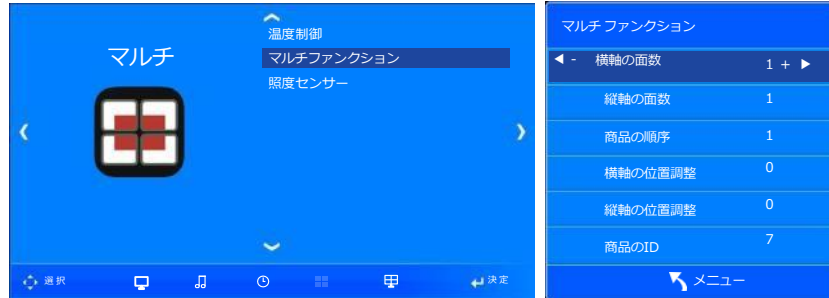 マルチ
温度制御
マルチファンクション
照度センサー
選択
決定
マルチ ファンクション
- 横軸の面数 1 +
縦軸の面数 1
商品の順序 1
横軸の位置調整 0
縦軸の位置調整 0
商品のID 7
メニュー